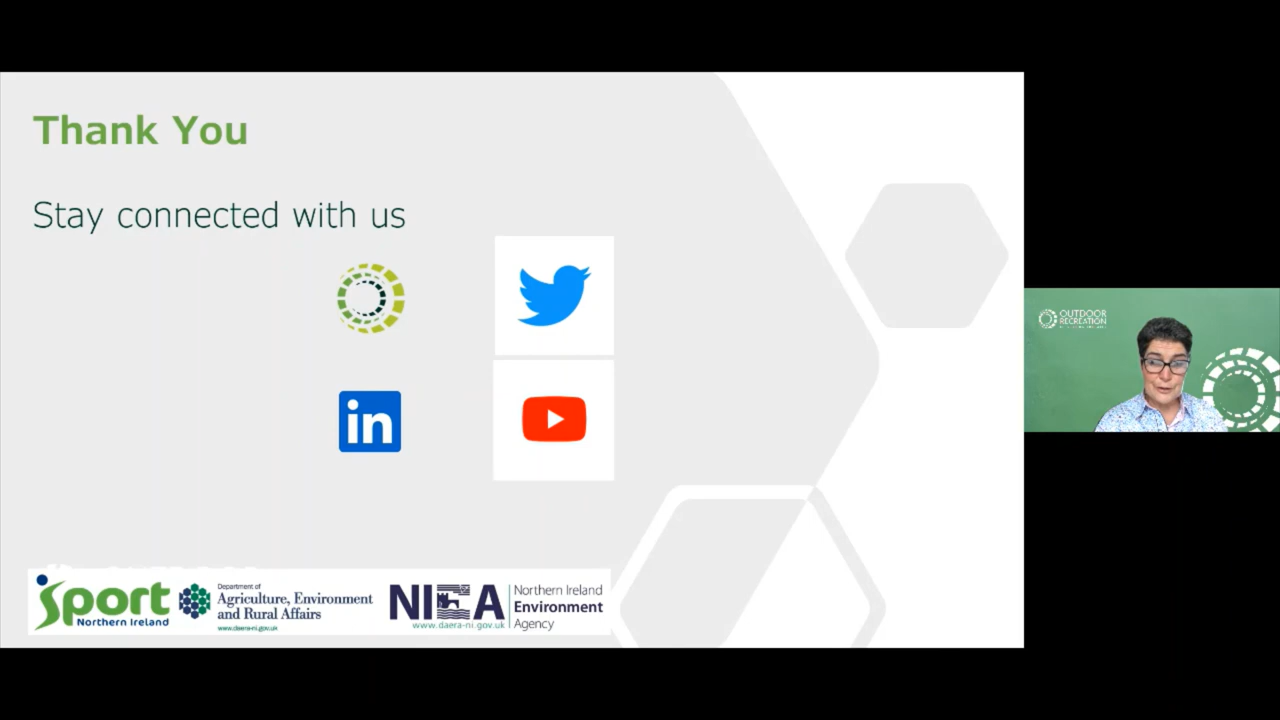 Thank You
Stay connected with us
in
Sport
Northern Ireland
Department of
Agriculture, Environment
and Rural Affairs
www.daera-ni.gov.uk
NIEA
www.daera-ni.gov.uk
Northern Ireland
Environment
Agency
OUTDOOR
RECREATION